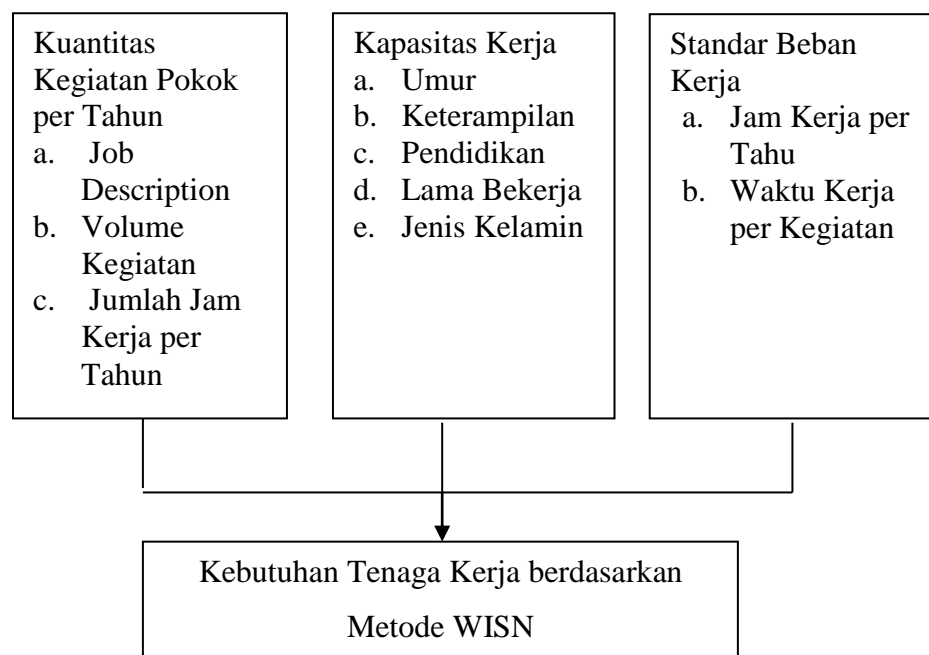 Kuantitas
Kegiatan Pokok
per Tahun
a. Job
Description
b. Volume
Kegiatan
c. Jumlah Jam
Kerja per
Tahun
Kapasitas Kerja
a. Umur
b. Keterampilan
c. Pendidikan
d. Lama Bekerja
e. Jenis Kelamin
Standar Beban
Kerja
a. Jam Kerja per
Tahu
b. Waktu Kerja
per Kegiatan
Kebutuhan Tenaga Kerja berdasarkan
Metode WISN